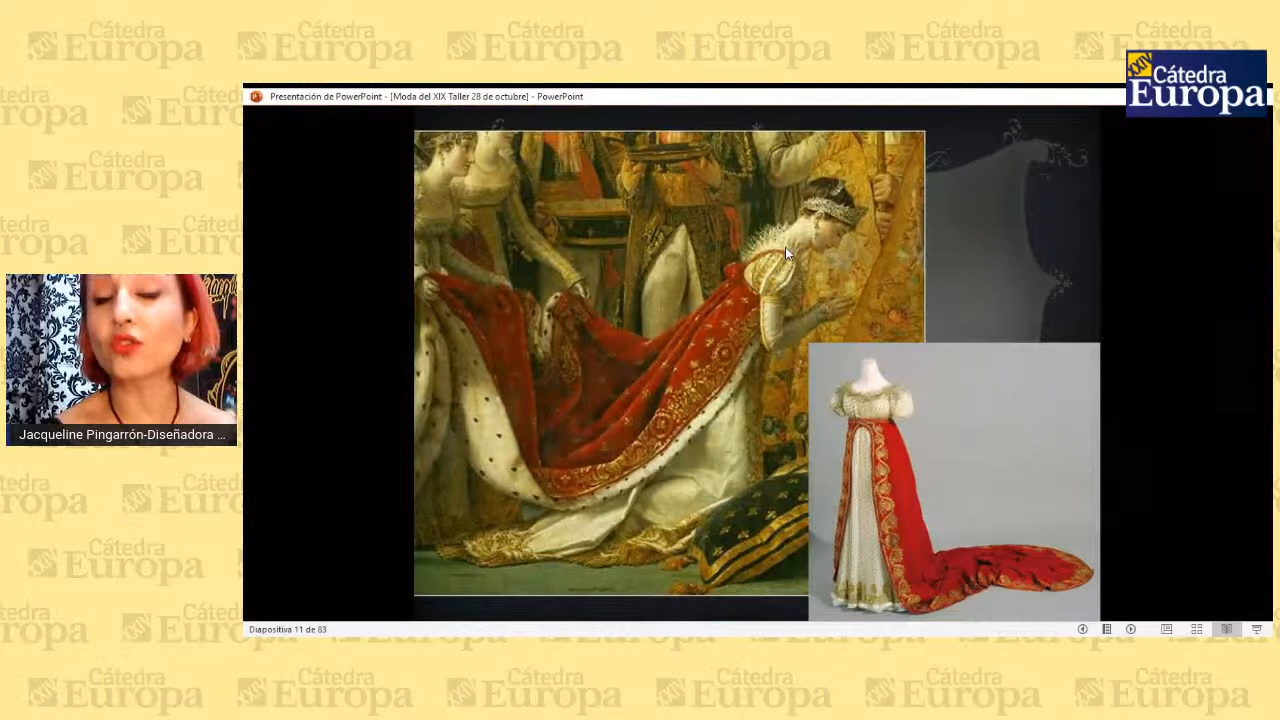 XXIV Cátedra
Europa
Presentación de PowerPoint - [Moda del XIX Taller 28 de octubre] - PowerPoint
Jacqueline Pingarrón-Diseñadora ...
Diapositiva 11 de 83